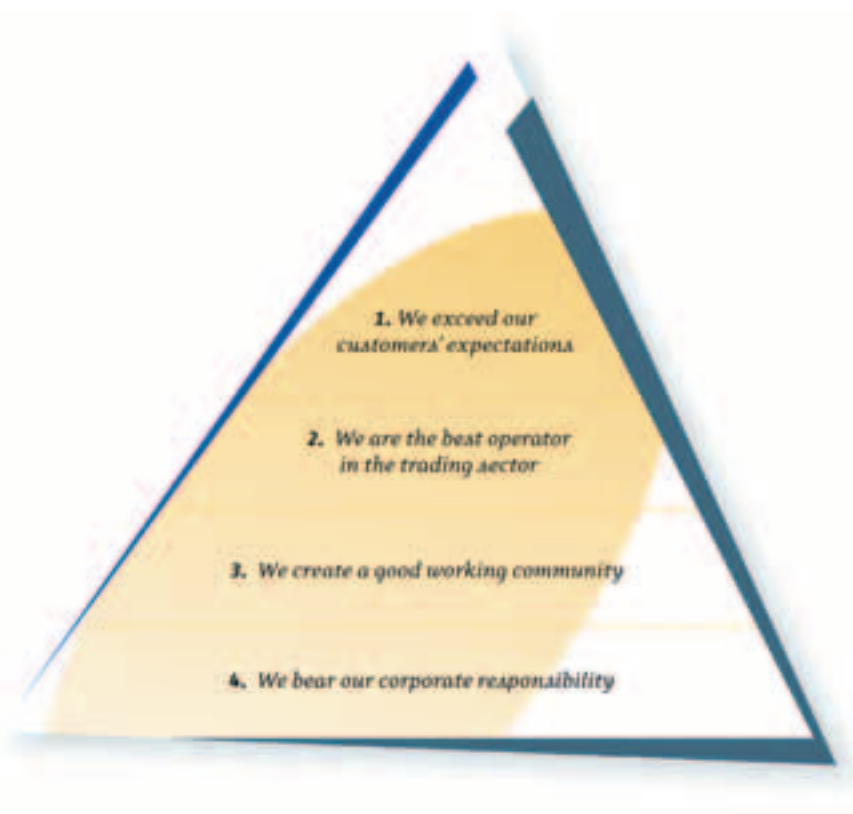 1. We exceed our
customers' expectations
2. We are the best operator
in the trading sector
3. We create a good working community
4. We bear our corporate responsibility